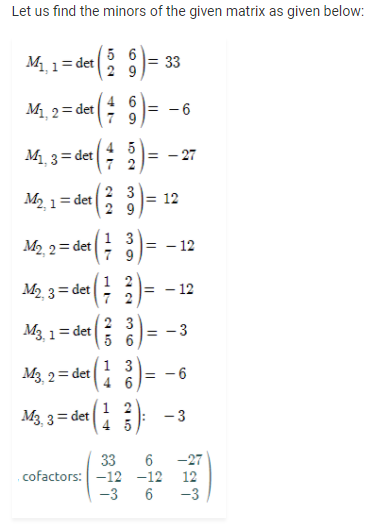 Let us find the minors of the given matrix as given below:
M1, 1 = det ( 5 6
2 9 ) = 33
M1, 2 = det ( 4 6
7 9 ) = -6
M1, 3 = det ( 4 5
7 2 ) = -27
M2, 1 = det ( 2 3
2 9 ) = 12
M2, 2 = det ( 1 3
7 9 ) = -12
M2, 3 = det ( 1 2
7 2 ) = -12
M3, 1 = det ( 2 3
5 6 ) = -3
M3, 2 = det ( 1 3
4 6 ) = -6
M3, 3 = det ( 1 2
4 5 ): -3
33 6 -27
cofactors: ( -12 -12 12 )
-3 6 -3